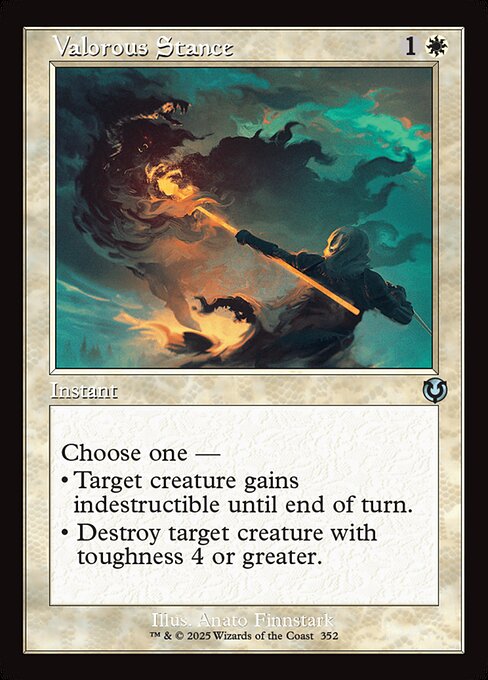 Valorous Stance 1
Instant
Choose one —
• Target creature gains
indestructible until end of turn.
• Destroy target creature with
toughness 4 or greater.
Illus. Anato Finnstark
™ & © 2025 Wizards of the Coast 352